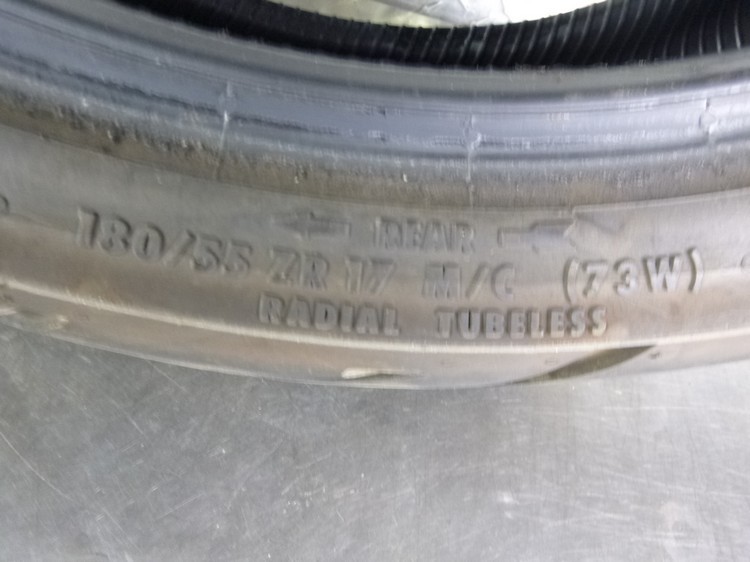 ← REAR →
180/55 ZR 17 M/C (73W)
RADIAL TUBELESS